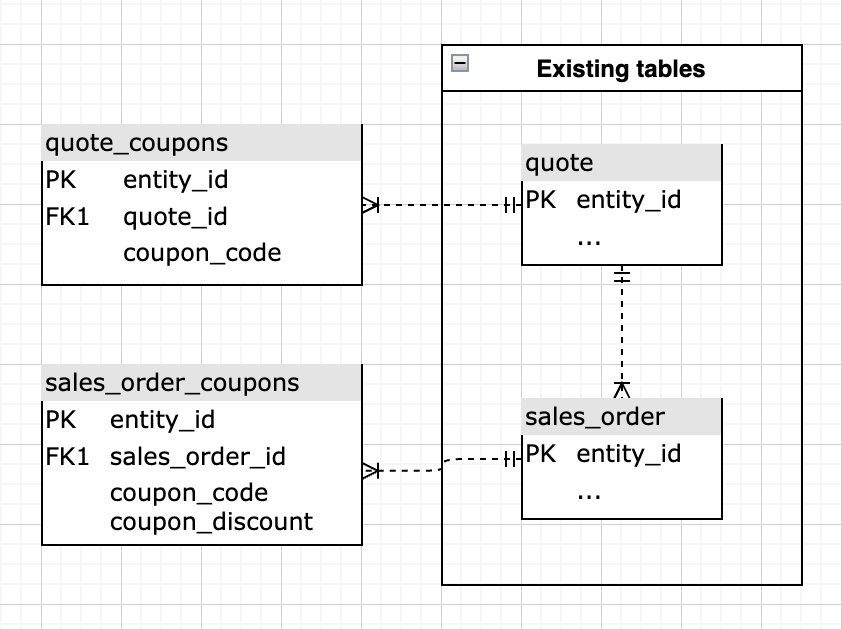 Existing tables
quote_coupons
PK entity_id
FK1 quote_id
coupon_code
quote
PK entity_id
...
sales_order_coupons
PK entity_id
FK1 sales_order_id
coupon_code
coupon_discount
sales_order
PK entity_id
...